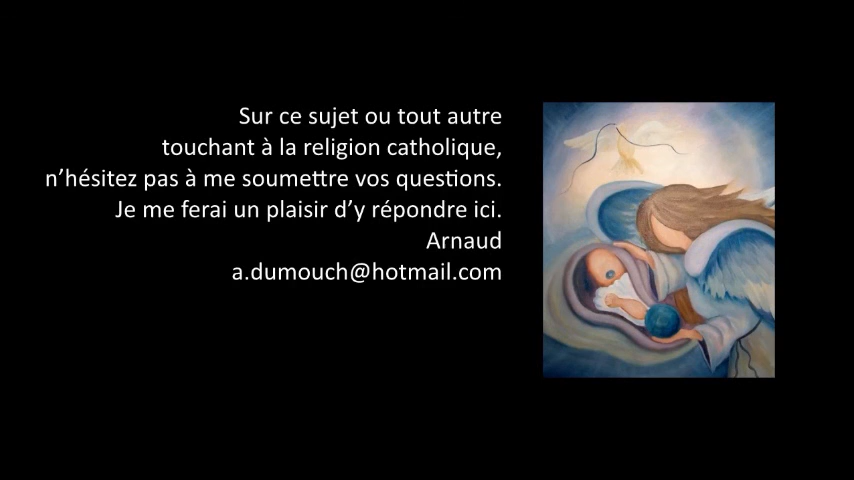 Sur ce sujet ou tout autre
touchant à la religion catholique,
n’hésitez pas à me soumettre vos questions.
Je me ferai un plaisir d’y répondre ici.
Arnaud
a.dumouch@hotmail.com